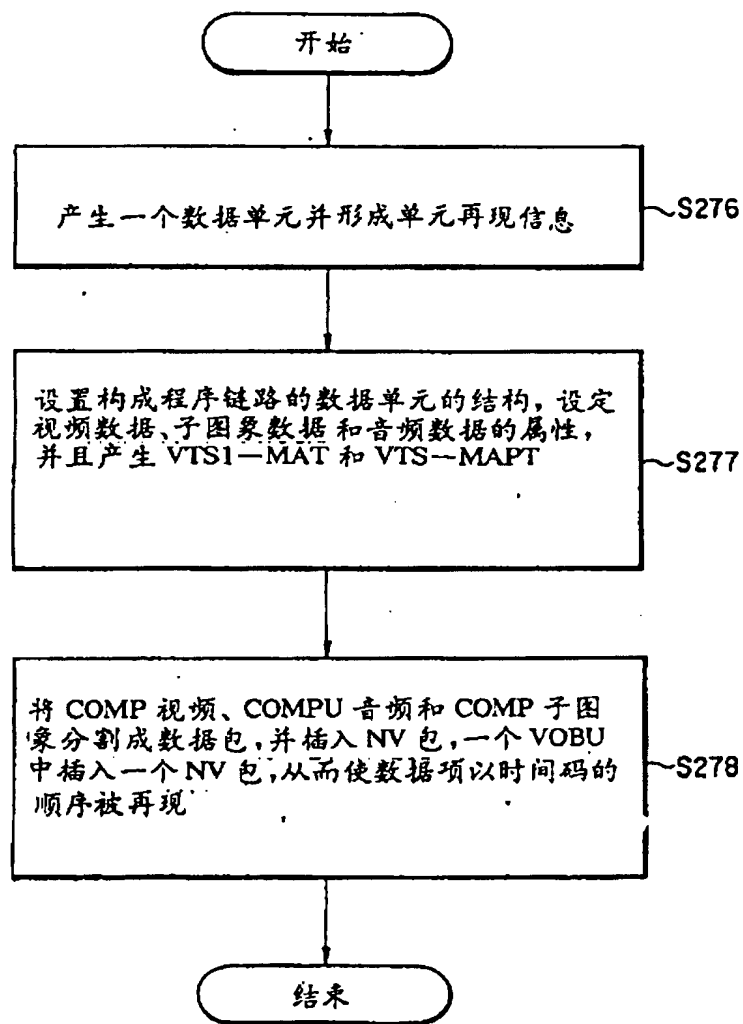 开始
产生一个数据单元并形成单元再现信息
S276
设置构成程序链路的数据单元的结构,设定
视频数据、子图象数据和音频数据的属性,
并且产生 VTS1—MAT 和 VTS—MAPT
S277
将 COMP 视频、COMPU 音频和 COMP 子图
象分割成数据包,并插入 NV 包,一个 VOBU
中插入一个 NV 包,从而使数据项以时间码的
顺序被再现
S278
结束